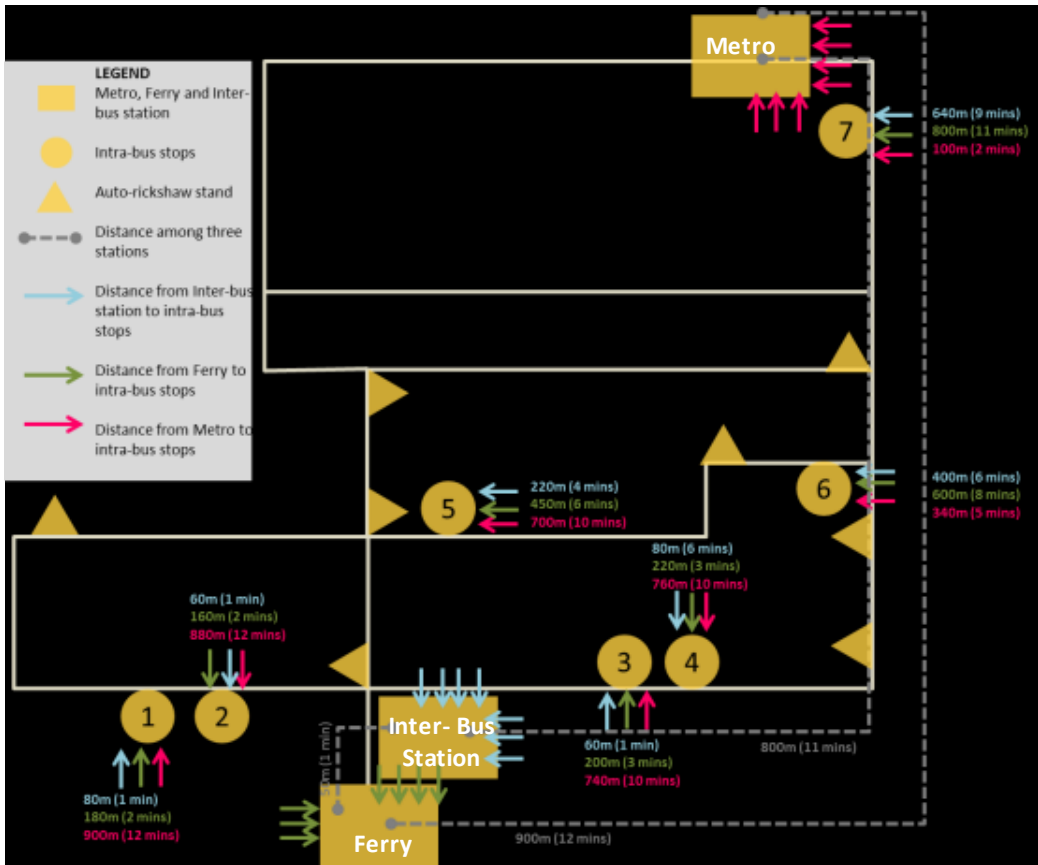 LEGEND
Metro, Ferry and Inter-
bus station
Intra-bus stops
Auto-rickshaw stand
Distance among three
stations
Distance from Inter-bus
station to intra-bus
stops
Distance from Ferry to
intra-bus stops
Distance from Metro to
intra-bus stops
Metro
7
640m (9 mins)
800m (11 mins)
100m (2 mins)
5
220m (4 mins)
450m (6 mins)
700m (10 mins)
6
400m (6 mins)
600m (8 mins)
340m (5 mins)
80m (6 mins)
220m (3 mins)
760m (10 mins)
60m (1 min)
160m (2 mins)
880m (12 mins)
3
4
1
2
Inter- Bus
Station
50m (1 min)
60m (1 min)
200m (3 mins)
740m (10 mins)
800m (11 mins)
80m (1 min)
180m (2 mins)
900m (12 mins)
Ferry
900m (12 mins)